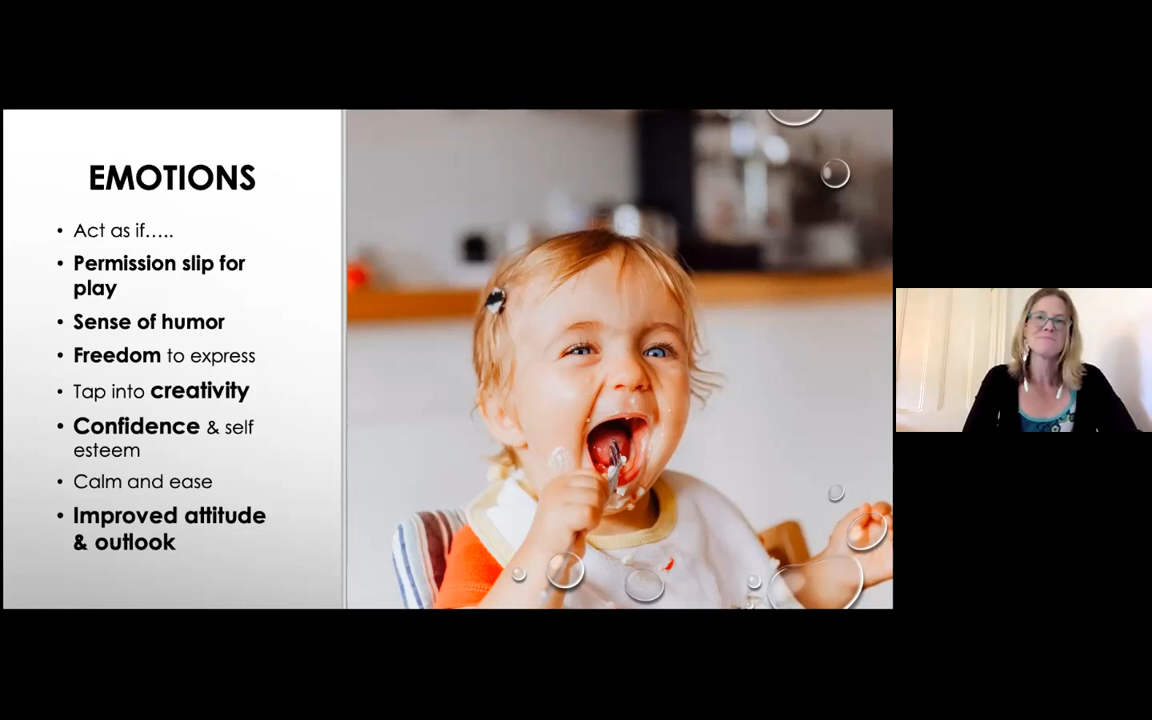 EMOTIONS
• Act as if…..
• Permission slip for
play
• Sense of humor
• Freedom to express
• Tap into creativity
• Confidence & self
esteem
• Calm and ease
• Improved attitude
& outlook